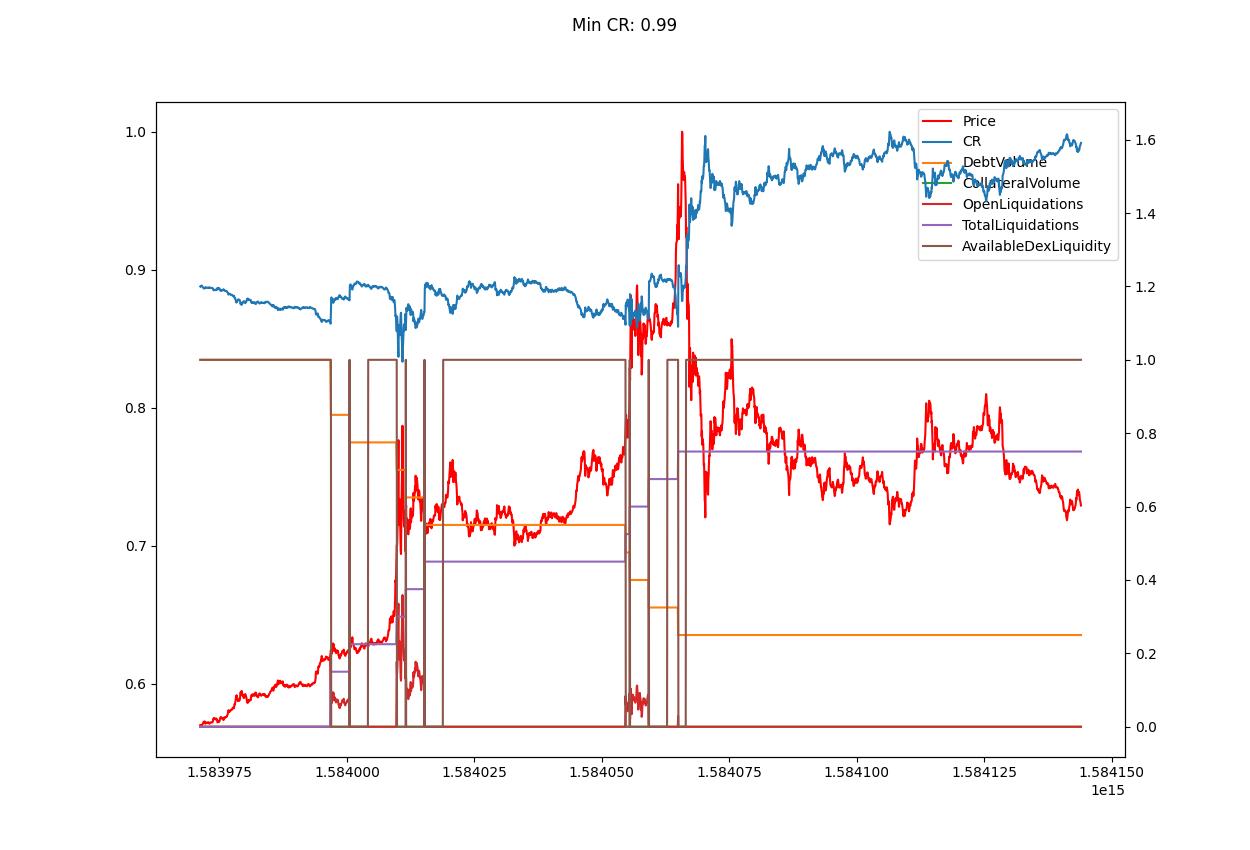 Min CR: 0.99
1.0
0.9
0.8
0.7
0.6
1.6
1.4
1.2
1.0
0.8
0.6
0.4
0.2
0.0
Price
CR
DebtVolume
CollateralVolume
OpenLiquidations
TotalLiquidations
AvailableDexLiquidity
1.583975 1.584000 1.584025 1.584050 1.584075 1.584100 1.584125 1.584150
1e15